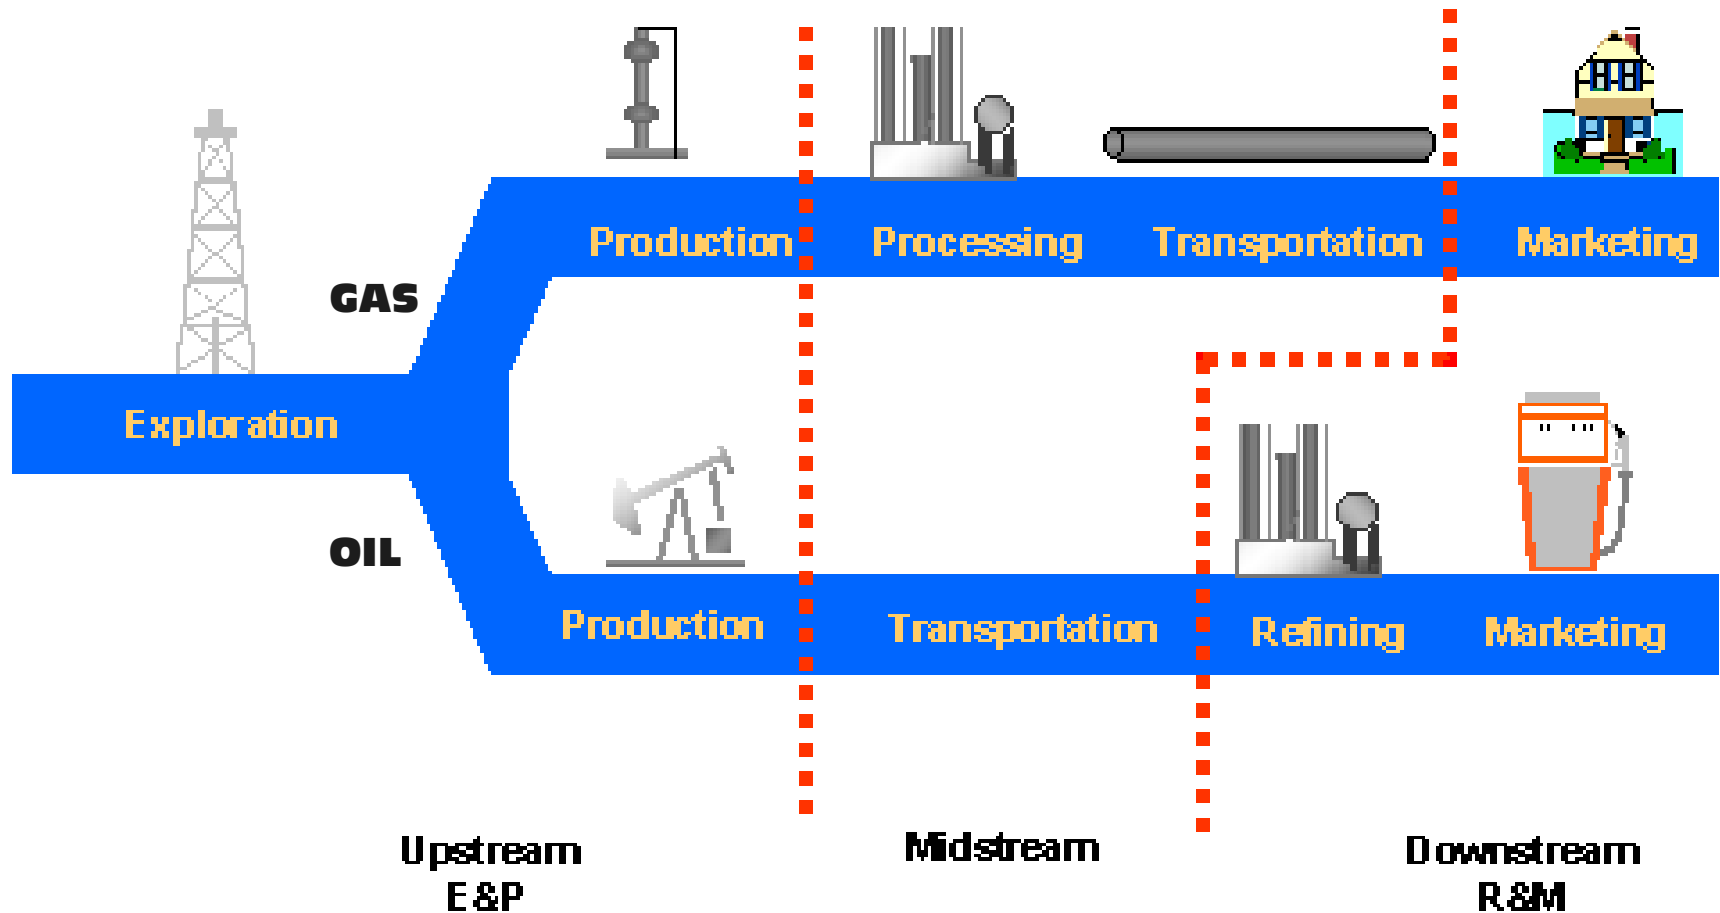 Production
Processing
Transportation
Marketing
GAS
Exploration
OIL
Production
Transportation
Refining
Marketing
Upstream
E&P
Midstream
Downstream
R&M